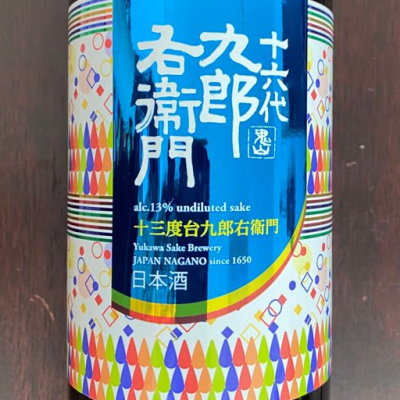 十六代
九郎
右衛門
alc.13% undiluted sake
十三度台九郎右衛門
Yukawa Sake Brewery
JAPAN NAGANO since 1650
日本酒